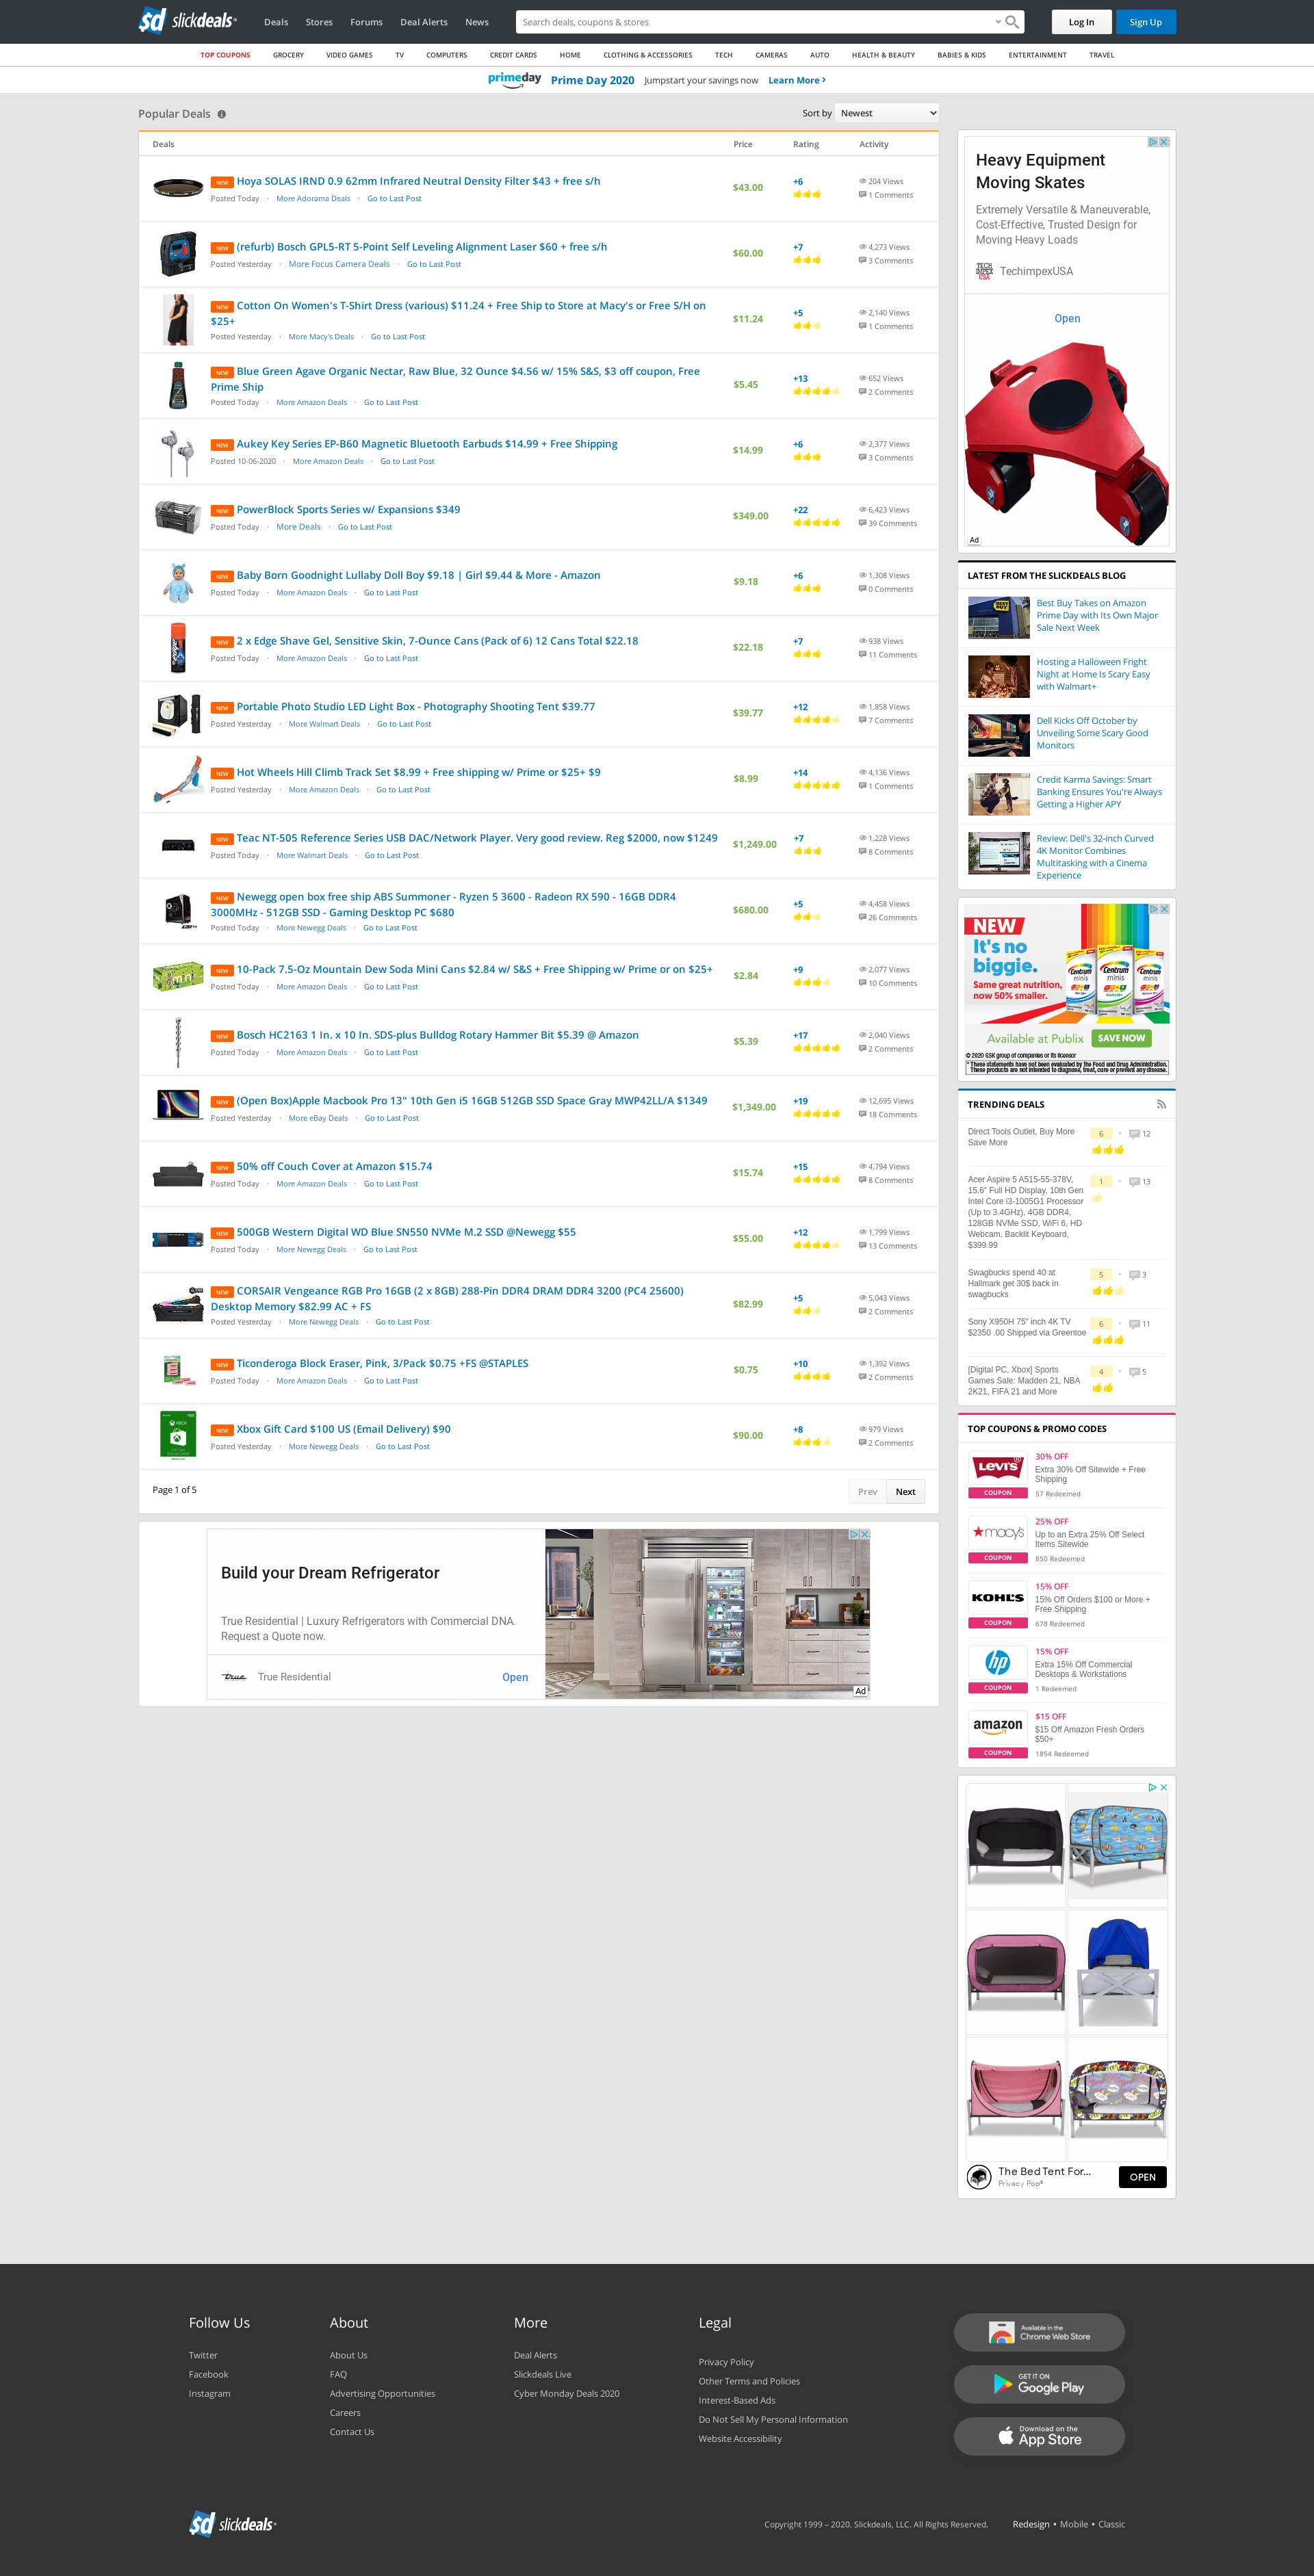 sd slickdeals
Deals
Stores
Forums
Deal Alerts
News
Search deals, coupons & stores
Log In
Sign Up
TOP COUPONS
GROCERY
VIDEO GAMES
TV
COMPUTERS
CREDIT CARDS
HOME
CLOTHING & ACCESSORIES
TECH
CAMERAS
AUTO
HEALTH & BEAUTY
BABIES & KIDS
ENTERTAINMENT
TRAVEL
primeday Prime Day 2020 Jumpstart your savings now Learn More
Popular Deals
Sort by Newest
Deals Price Rating Activity
NEW Hoya SOLAS IRND 0.9 62mm Infrared Neutral Density Filter $43 + free s/h
Posted Today · More Adorama Deals · Go to Last Post
$43.00
+6
204 Views
1 Comments
NEW (refurb) Bosch GPL5-RT 5-Point Self Leveling Alignment Laser $60 + free s/h
Posted Yesterday · More Focus Camera Deals · Go to Last Post
$60.00
+7
4,273 Views
3 Comments
NEW Cotton On Women's T-Shirt Dress (various) $11.24 + Free Ship to Store at Macy's or Free S/H on
$25+
Posted Yesterday · More Macy's Deals · Go to Last Post
$11.24
+5
2,140 Views
1 Comments
NEW Blue Green Agave Organic Nectar, Raw Blue, 32 Ounce $4.56 w/ 15% S&S, $3 off coupon, Free
Prime Ship
Posted Today · More Amazon Deals · Go to Last Post
$5.45
+13
652 Views
2 Comments
NEW Aukey Key Series EP-B60 Magnetic Bluetooth Earbuds $14.99 + Free Shipping
Posted 10-06-2020 · More Amazon Deals · Go to Last Post
$14.99
+6
2,377 Views
3 Comments
NEW PowerBlock Sports Series w/ Expansions $349
Posted Today · More Deals · Go to Last Post
$349.00
+22
6,423 Views
39 Comments
NEW Baby Born Goodnight Lullaby Doll Boy $9.18 | Girl $9.44 & More - Amazon
Posted Today · More Amazon Deals · Go to Last Post
$9.18
+6
1,308 Views
0 Comments
NEW 2 x Edge Shave Gel, Sensitive Skin, 7-Ounce Cans (Pack of 6) 12 Cans Total $22.18
Posted Today · More Amazon Deals · Go to Last Post
$22.18
+7
938 Views
11 Comments
NEW Portable Photo Studio LED Light Box - Photography Shooting Tent $39.77
Posted Yesterday · More Walmart Deals · Go to Last Post
$39.77
+12
1,858 Views
7 Comments
NEW Hot Wheels Hill Climb Track Set $8.99 + Free shipping w/ Prime or $25+ $9
Posted Yesterday · More Amazon Deals · Go to Last Post
$8.99
+14
4,136 Views
1 Comments
NEW Teac NT-505 Reference Series USB DAC/Network Player. Very good review. Reg $2000, now $1249
Posted Today · More Walmart Deals · Go to Last Post
$1,249.00
+7
1,228 Views
8 Comments
NEW Newegg open box free ship ABS Summoner - Ryzen 5 3600 - Radeon RX 590 - 16GB DDR4
3000MHz - 512GB SSD - Gaming Desktop PC $680
Posted Today · More Newegg Deals · Go to Last Post
$680.00
+5
4,458 Views
26 Comments
NEW 10-Pack 7.5-Oz Mountain Dew Soda Mini Cans $2.84 w/ S&S + Free Shipping w/ Prime or on $25+
Posted Today · More Amazon Deals · Go to Last Post
$2.84
+9
2,077 Views
10 Comments
NEW Bosch HC2163 1 In. x 10 In. SDS-plus Bulldog Rotary Hammer Bit $5.39 @ Amazon
Posted Today · More Amazon Deals · Go to Last Post
$5.39
+17
2,040 Views
2 Comments
NEW (Open Box)Apple Macbook Pro 13" 10th Gen i5 16GB 512GB SSD Space Gray MWP42LL/A $1349
Posted Yesterday · More eBay Deals · Go to Last Post
$1,349.00
+19
12,695 Views
18 Comments
NEW 50% off Couch Cover at Amazon $15.74
Posted Today · More Amazon Deals · Go to Last Post
$15.74
+15
4,794 Views
8 Comments
NEW 500GB Western Digital WD Blue SN550 NVMe M.2 SSD @Newegg $55
Posted Today · More Newegg Deals · Go to Last Post
$55.00
+12
1,799 Views
13 Comments
NEW CORSAIR Vengeance RGB Pro 16GB (2 x 8GB) 288-Pin DDR4 DRAM DDR4 3200 (PC4 25600)
Desktop Memory $82.99 AC + FS
Posted Yesterday · More Newegg Deals · Go to Last Post
$82.99
+5
5,043 Views
2 Comments
NEW Ticonderoga Block Eraser, Pink, 3/Pack $0.75 +FS @STAPLES
Posted Today · More Amazon Deals · Go to Last Post
$0.75
+10
1,392 Views
2 Comments
NEW Xbox Gift Card $100 US (Email Delivery) $90
Posted Yesterday · More Newegg Deals · Go to Last Post
$90.00
+8
979 Views
2 Comments
Page 1 of 5
Prev
Next
Build your Dream Refrigerator
True Residential | Luxury Refrigerators with Commercial DNA.
Request a Quote now.
True
True Residential
Open
Ad
Heavy Equipment
Moving Skates
Extremely Versatile & Maneuverable,
Cost-Effective, Trusted Design for
Moving Heavy Loads
TECH
IMPEX
USA
TechimpexUSA
Open
Ad
LATEST FROM THE SLICKDEALS BLOG
BEST BUY
Best Buy Takes on Amazon
Prime Day with Its Own Major
Sale Next Week
Hosting a Halloween Fright
Night at Home Is Scary Easy
with Walmart+
Dell Kicks Off October by
Unveiling Some Scary Good
Monitors
Credit Karma Savings: Smart
Banking Ensures You're Always
Getting a Higher APY
Review: Dell's 32-inch Curved
4K Monitor Combines
Multitasking with a Cinema
Experience
NEW
It's no
biggie.
Same great nutrition,
now 50% smaller.
Centrum minis
Centrum minis
Centrum minis
Available at Publix
SAVE NOW
© 2020 GSK group of companies or its licensor
* These statements have not been evaluated by the Food and Drug Administration.
These products are not intended to diagnose, treat, cure or prevent any disease.
TRENDING DEALS
Direct Tools Outlet, Buy More
Save More
6 · 12
Acer Aspire 5 A515-55-378V,
15.6" Full HD Display, 10th Gen
Intel Core i3-1005G1 Processor
(Up to 3.4GHz), 4GB DDR4,
128GB NVMe SSD, WiFi 6, HD
Webcam, Backlit Keyboard,
$399.99
1 · 13
Swagbucks spend 40 at
Hallmark get 30$ back in
swagbucks
5 · 3
Sony X950H 75" inch 4K TV
$2350 .00 Shipped via Greentoe
6 · 11
[Digital PC, Xbox] Sports
Games Sale: Madden 21, NBA
2K21, FIFA 21 and More
4 · 5
TOP COUPONS & PROMO CODES
Levi's
COUPON
30% OFF
Extra 30% Off Sitewide + Free
Shipping
57 Redeemed
macy's
COUPON
25% OFF
Up to an Extra 25% Off Select
Items Sitewide
850 Redeemed
KOHL'S
COUPON
15% OFF
15% Off Orders $100 or More +
Free Shipping
678 Redeemed
hp
COUPON
15% OFF
Extra 15% Off Commercial
Desktops & Workstations
1 Redeemed
amazon
COUPON
$15 OFF
$15 Off Amazon Fresh Orders
$50+
1854 Redeemed
The Bed Tent For...
Privacy Pop®
OPEN
Follow Us
Twitter
Facebook
Instagram
About
About Us
FAQ
Advertising Opportunities
Careers
Contact Us
More
Deal Alerts
Slickdeals Live
Cyber Monday Deals 2020
Legal
Privacy Policy
Other Terms and Policies
Interest-Based Ads
Do Not Sell My Personal Information
Website Accessibility
Available in the
Chrome Web Store
GET IT ON
Google Play
Download on the
App Store
sd slickdeals
Copyright 1999 – 2020. Slickdeals, LLC. All Rights Reserved.
Redesign • Mobile • Classic